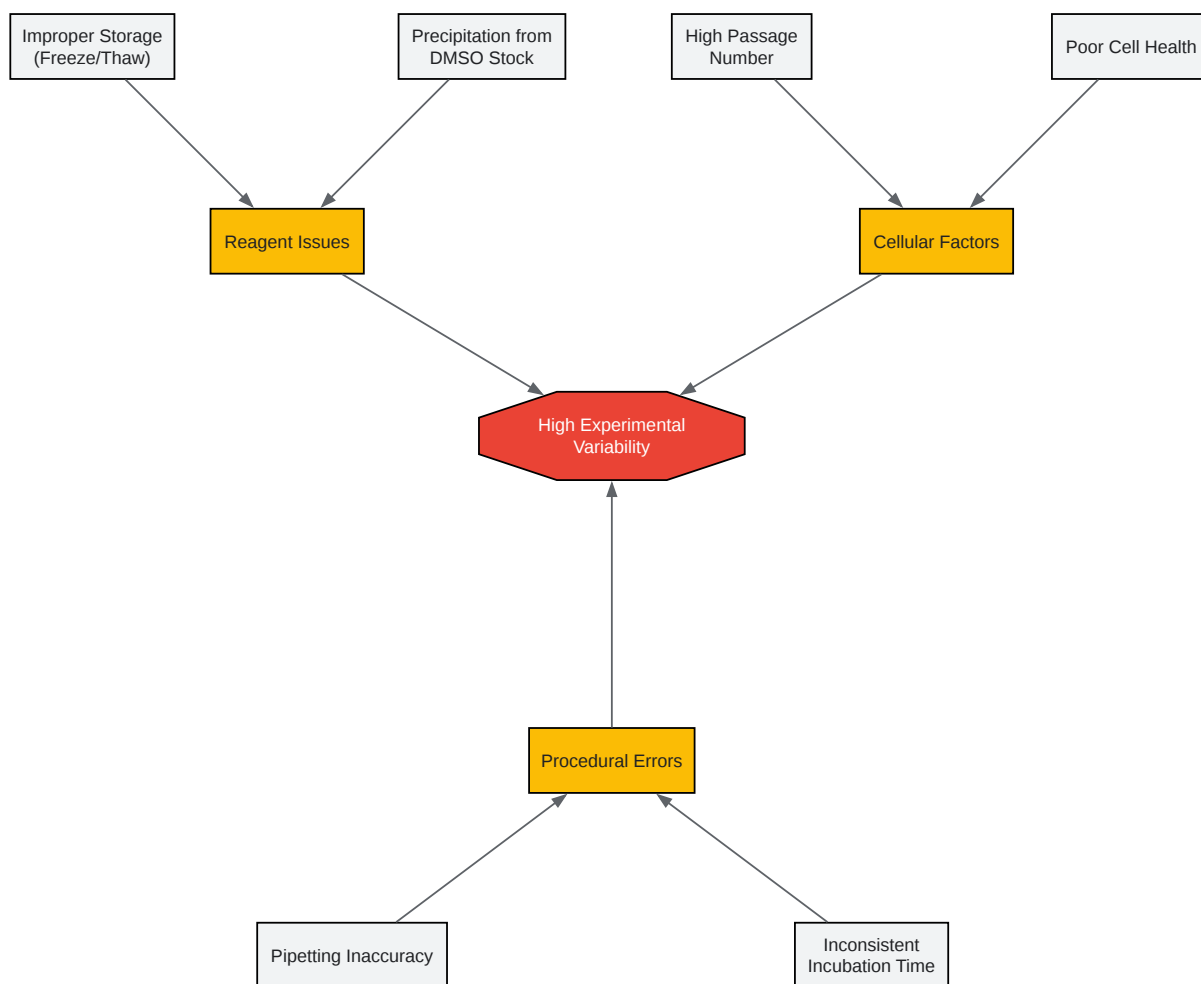 Improper Storage
(Freeze/Thaw)
Precipitation from
DMSO Stock
High Passage
Number
Poor Cell Health
Reagent Issues
Cellular Factors
High Experimental
Variability
Procedural Errors
Pipetting Inaccuracy
Inconsistent
Incubation Time